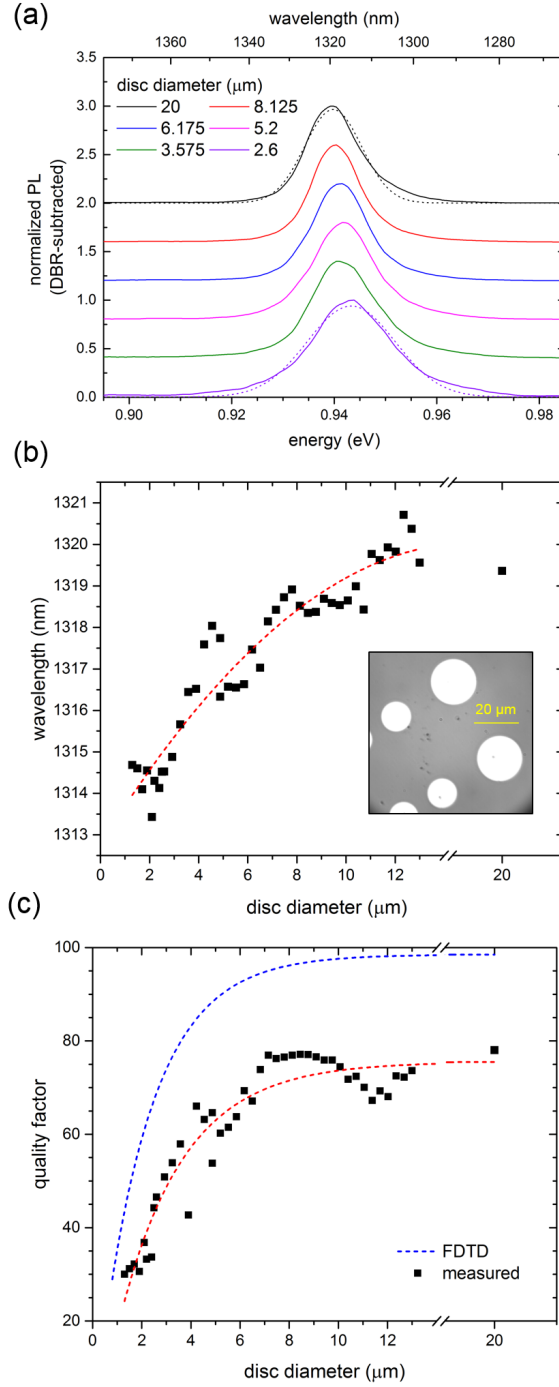 (a)
wavelength (nm)
1360 1340 1320 1300 1280
disc diameter (μm)
20 8.125
6.175 5.2
3.575 2.6
normalized PL
(DBR-subtracted)
3.5
3.0
2.5
2.0
1.5
1.0
0.5
0.0
0.90 0.92 0.94 0.96 0.98
energy (eV)
(b)
wavelength (nm)
1321
1320
1319
1318
1317
1316
1315
1314
1313
20 μm
0 2 4 6 8 10 12 20
disc diameter (μm)
(c)
quality factor
100
80
60
40
20
FDTD
measured
0 2 4 6 8 10 12 14 20
disc diameter (μm)